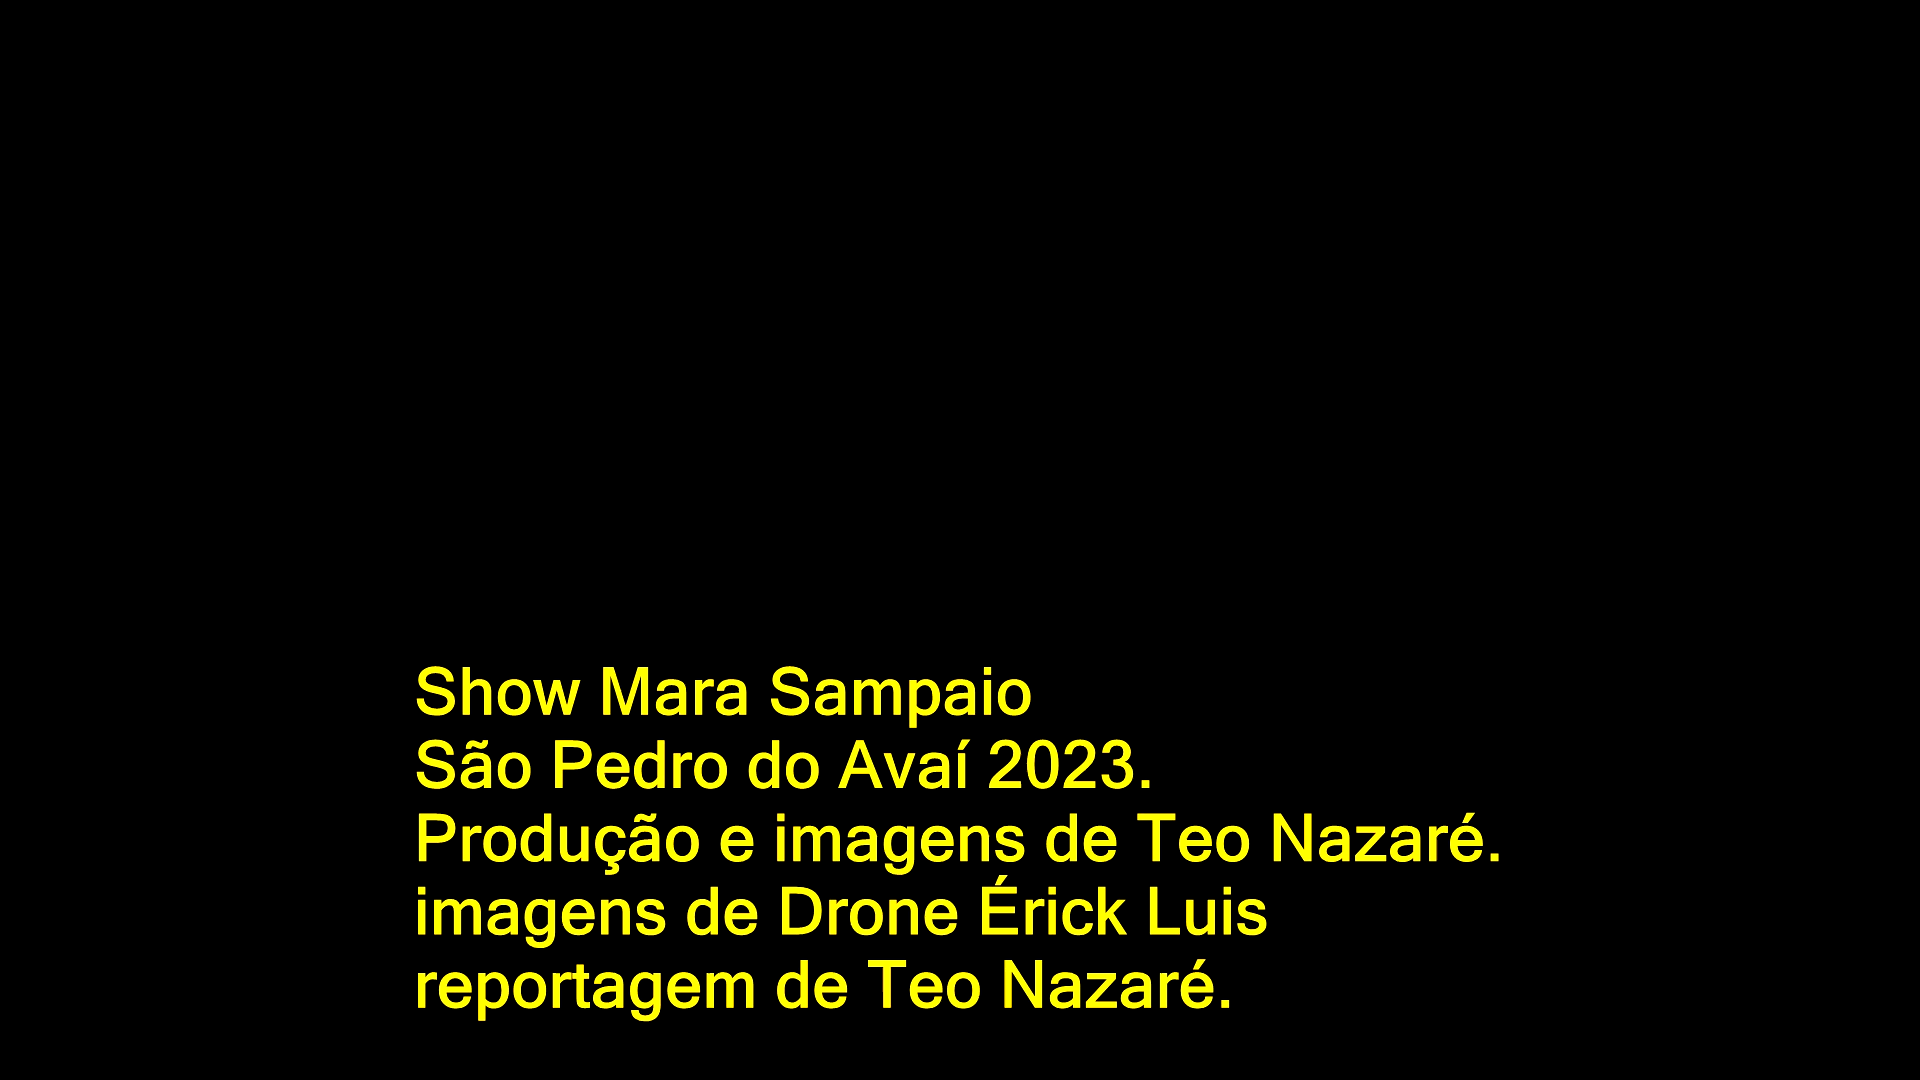 Show Mara Sampaio
São Pedro do Avaí 2023.
Produção e imagens de Teo Nazaré.
imagens de Drone Érick Luis
reportagem de Teo Nazaré.